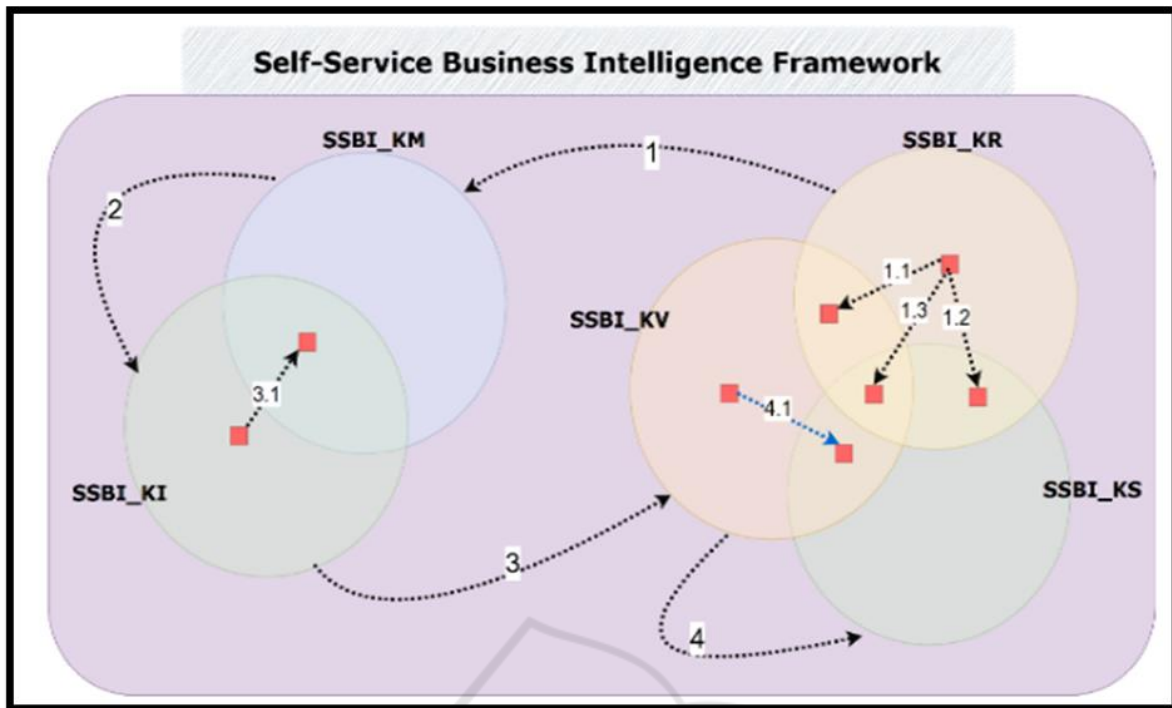 Self-Service Business Intelligence Framework
SSBI_KM
1
SSBI_KR
2
1.1
1.3
1.2
SSBI_KV
3.1
4.1
SSBI_KI
SSBI_KS
3
4